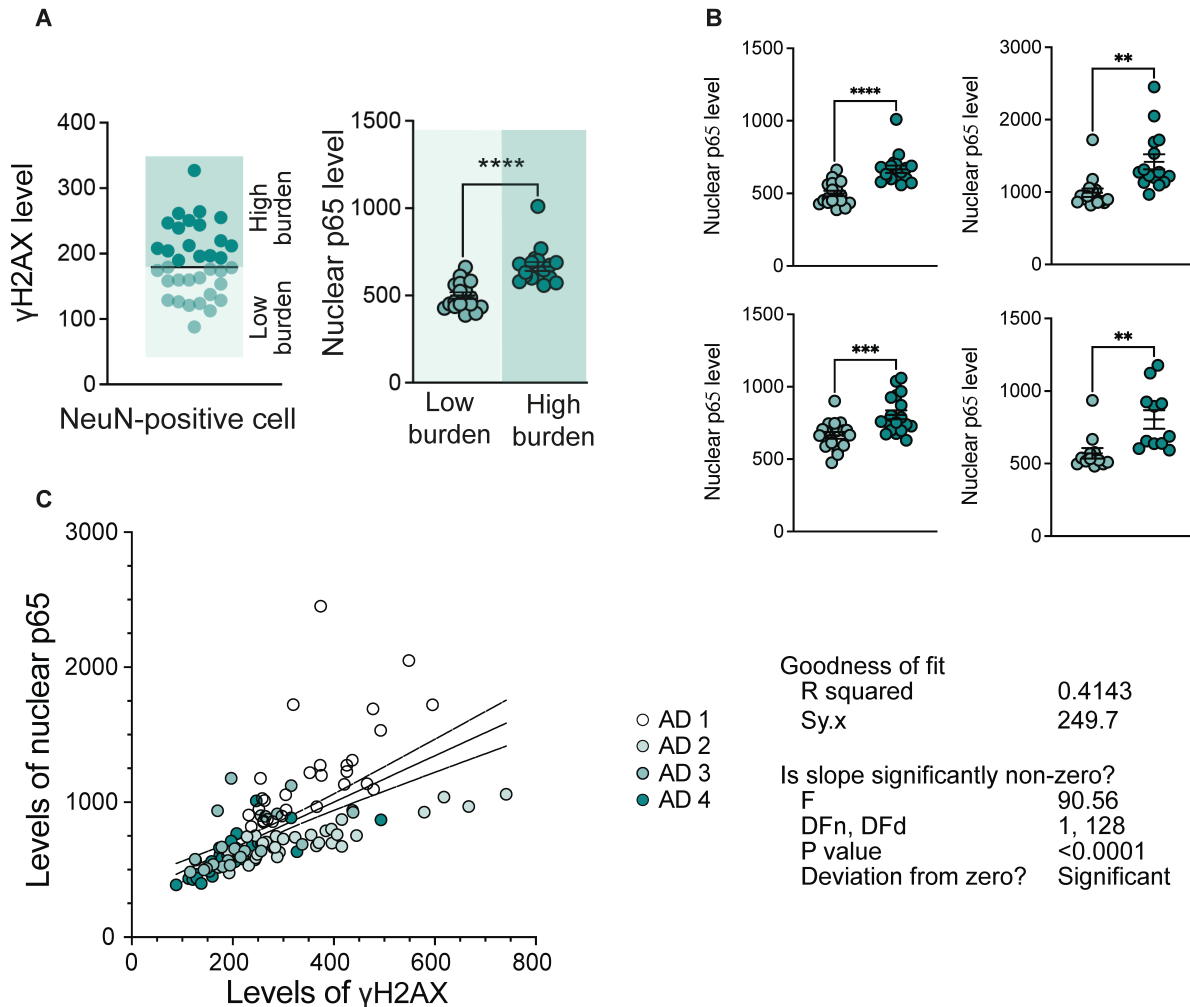 A
γH2AX level
400
300
200
100
0
High
burden
Low
burden
NeuN-positive cell
Nuclear p65 level
1500
1000
500
0
****
Low
burden
High
burden
B
Nuclear p65 level
1500
1000
500
0
****
Nuclear p65 level
3000
2000
1000
0
**
Nuclear p65 level
1500
1000
500
0
***
Nuclear p65 level
1500
1000
500
0
**
C
Levels of nuclear p65
3000
2000
1000
0
0
200
400
600
800
Levels of γH2AX
AD 1
AD 2
AD 3
AD 4
Goodness of fit
R squared 0.4143
Sy.x 249.7
Is slope significantly non-zero?
F 90.56
DFn, DFd 1, 128
P value <0.0001
Deviation from zero? Significant